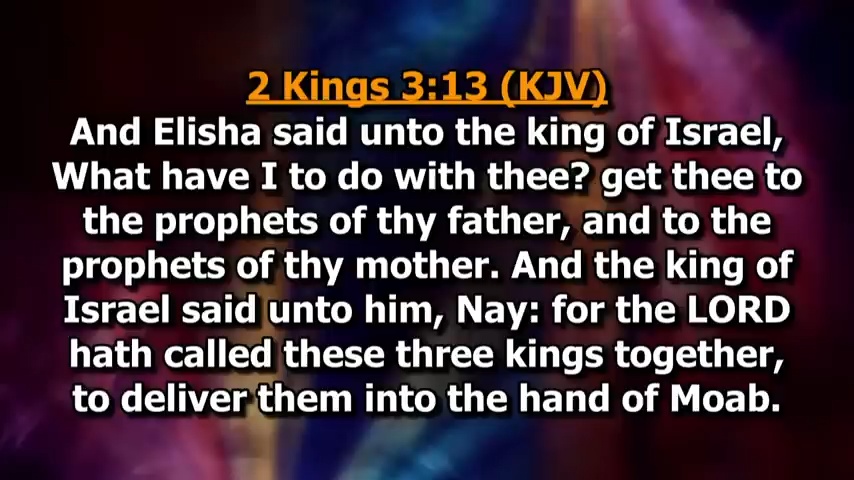 2 Kings 3:13 (KJV)
And Elisha said unto the king of Israel,
What have I to do with thee? get thee to
the prophets of thy father, and to the
prophets of thy mother. And the king of
Israel said unto him, Nay: for the LORD
hath called these three kings together,
to deliver them into the hand of Moab.